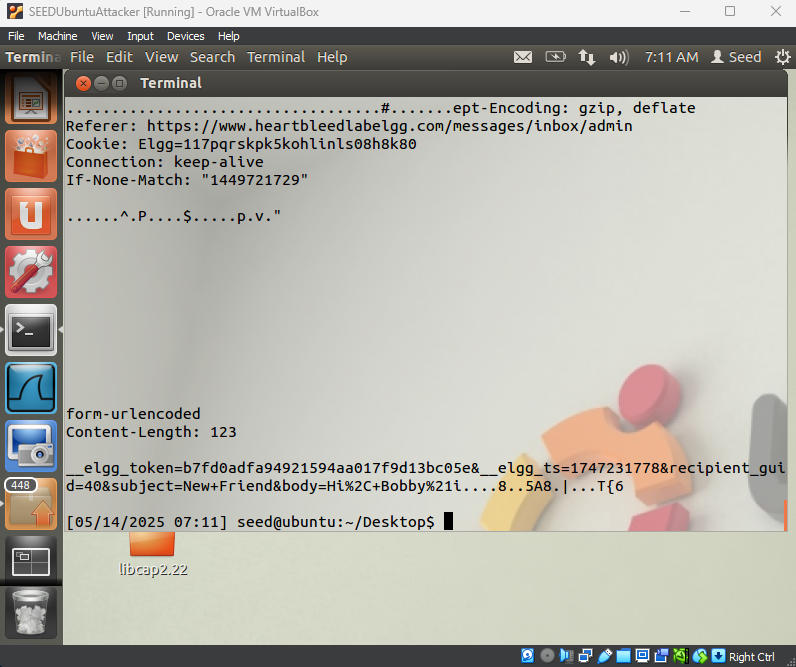 SEEDUbuntuAttacker [Running] - Oracle VM VirtualBox
File Machine View Input Devices Help
Termina File Edit View Search Terminal Help 7:11 AM Seed
Terminal
...................................#.......ept-Encoding: gzip, deflate
Referer: https://www.heartbleedlabelgg.com/messages/inbox/admin
Cookie: Elgg=117pqrskpk5kohlinls08h8k80
Connection: keep-alive
If-None-Match: "1449721729"
......^.P....$.....p.v."
form-urlencoded
Content-Length: 123
__elgg_token=b7fd0adfa94921594aa017f9d13bc05e&__elgg_ts=1747231778&recipient_gui
d=40&subject=New+Friend&body=Hi%2C+Bobby%21i....8..5A8.|...T{6
[05/14/2025 07:11] seed@ubuntu:~/Desktop$
448
libcap2.22
Right Ctrl